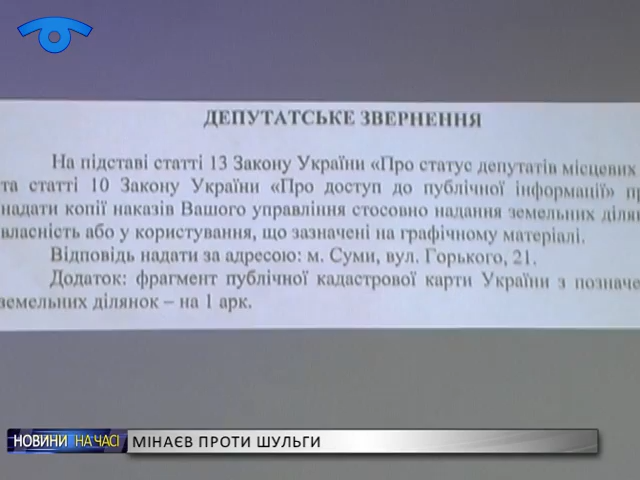 ДЕПУТАТСЬКЕ ЗВЕРНЕННЯ
На підставі статті 13 Закону України «Про статус депутатів місцевих
та статті 10 Закону України «Про доступ до публічної інформації»
надати копії наказів Вашого управління стосовно надання земельних
власність або у користування, що зазначені на графічному матеріалі.
Відповідь надати за адресою: м. Суми, вул. Горького, 21.
Додаток: фрагмент публічної кадастрової карти України з
земельних ділянок – на 1 арк.
НОВИНИ НА ЧАСІ МІНАЄВ ПРОТИ ШУЛЬГИ